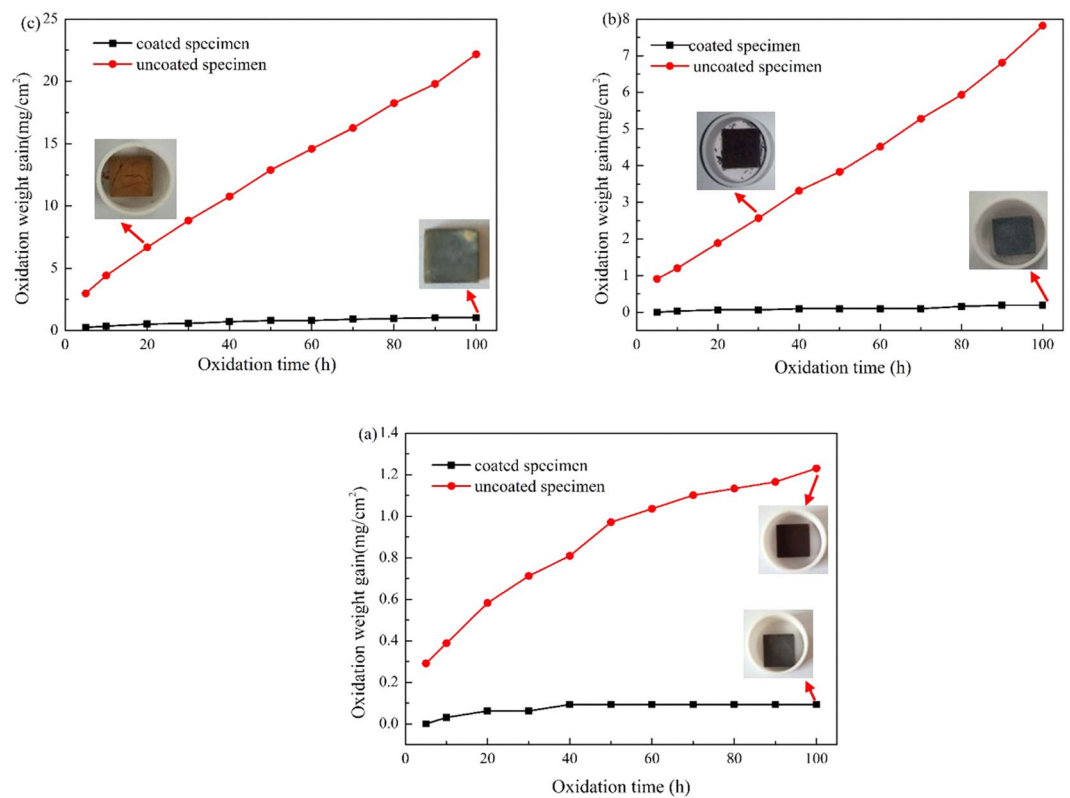 (c)
25
20
15
10
5
0
coated specimen
uncoated specimen
Oxidation weight gain(mg/cm²)
0 20 40 60 80 100
Oxidation time (h)
(b)
8
7
6
5
4
3
2
1
0
coated specimen
uncoated specimen
Oxidation weight gain(mg/cm²)
0 20 40 60 80 100
Oxidation time (h)
(a)
1.4
1.2
1.0
0.8
0.6
0.4
0.2
0.0
coated specimen
uncoated specimen
Oxidation weight gain(mg/cm²)
0 20 40 60 80 100
Oxidation time (h)